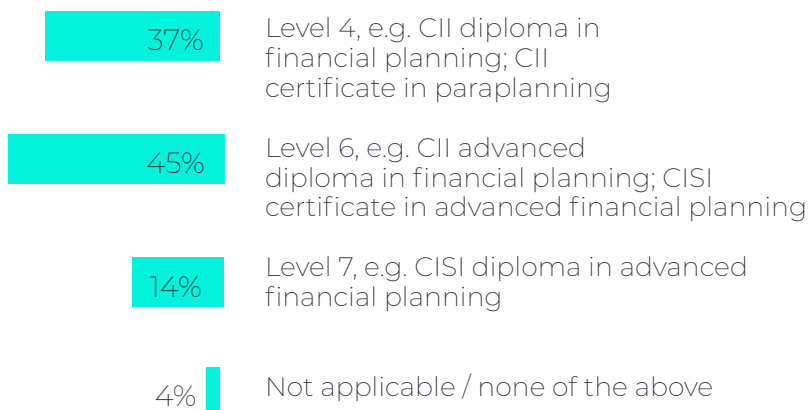 37%
Level 4, e.g. CII diploma in
financial planning; CII
certificate in paraplanning
45%
Level 6, e.g. CII advanced
diploma in financial planning; CISI
certificate in advanced financial planning
14%
Level 7, e.g. CISI diploma in advanced
financial planning
4%
Not applicable / none of the above